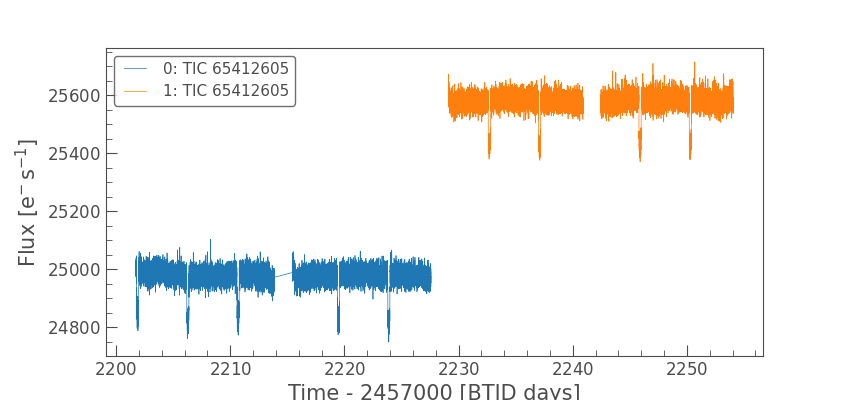 0: TIC 65412605
1: TIC 65412605
Flux [e⁻ s⁻¹]
25600
25400
25200
25000
24800
2200 2210 2220 2230 2240 2250
Time - 2457000 [BTJD days]